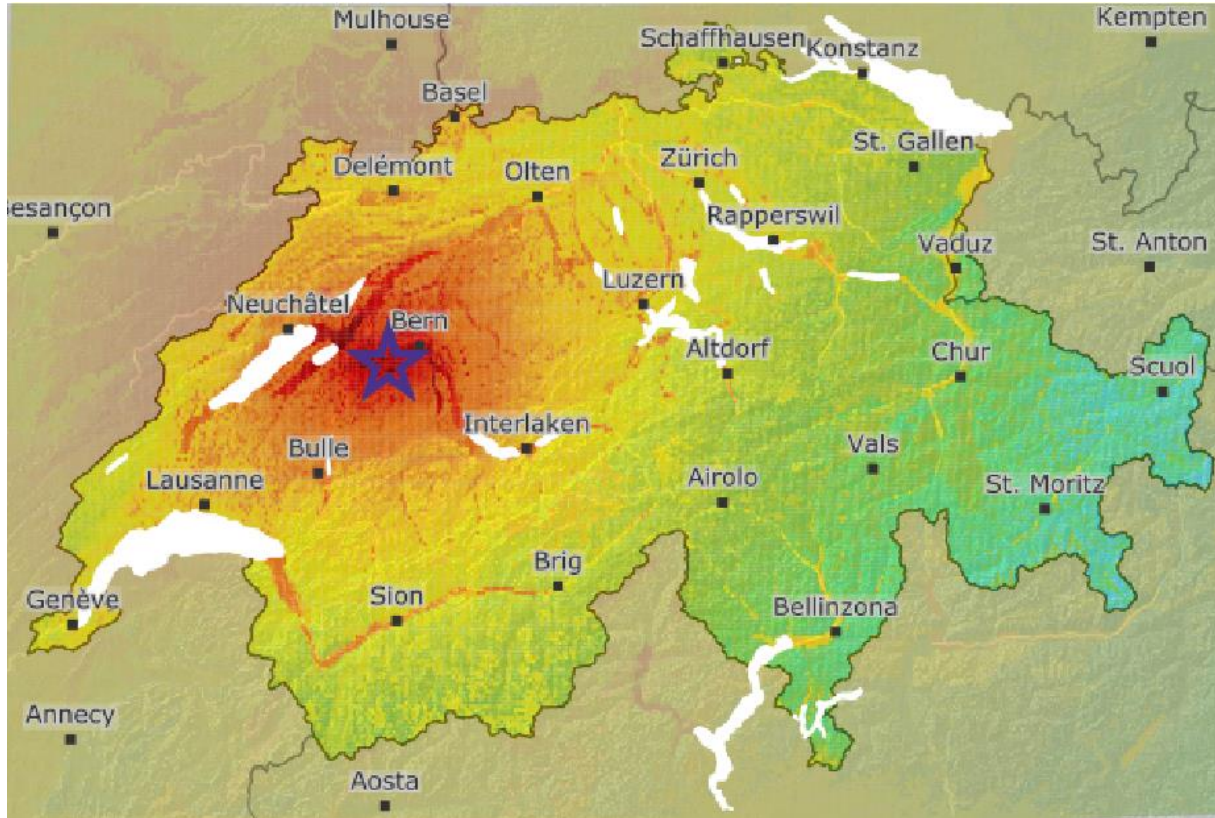 Mulhouse
Kempten
Schaffhausen
Konstanz
Basel
Delémont
Olten
Zürich
St. Gallen
Rapperswil
Vaduz
St. Anton
Neuchâtel
Bern
Luzern
Altdorf
Chur
Scuol
Interlaken
Bulle
Vals
Lausanne
Airolo
St. Moritz
Brig
Genève
Sion
Bellinzona
Annecy
Aosta